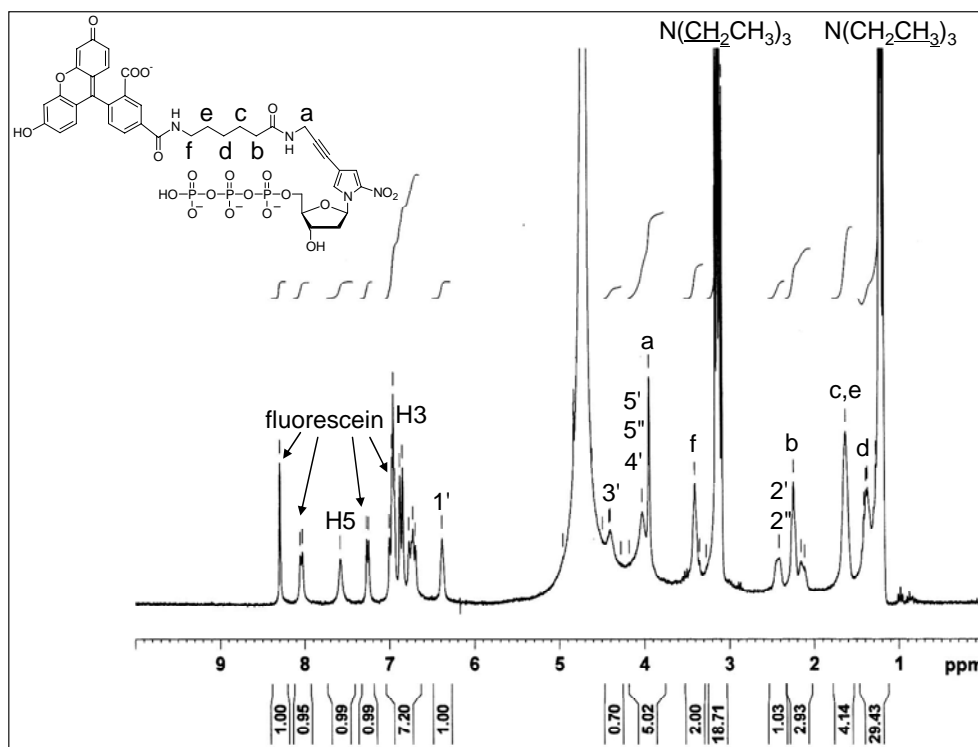 N(CH2CH3)3
N(CH2CH3)3
O
O
COO-
HO
O
N
H
f
e
d
c
b
O
N
H
a
N
NO2
HO P O P O P O
O O O
O- O- O-
O
OH
fluorescein
H3
H5
1'
3'
5'
5"
4'
a
f
2'
2"
b
c,e
d
9 8 7 6 5 4 3 2 1 ppm
1.00
0.95
0.99
0.99
7.20
1.00
0.70
5.02
2.00
18.71
1.03
2.93
4.14
29.43